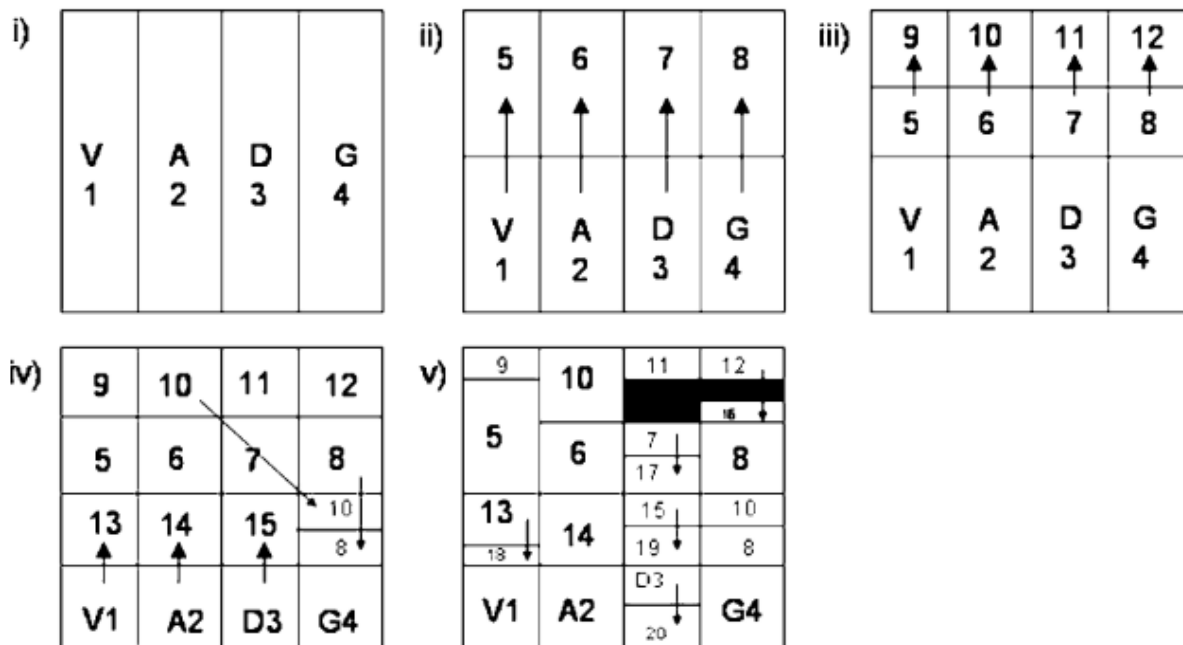 i)
V A D G
1 2 3 4
ii)
5 6 7 8
V A D G
1 2 3 4
iii)
9 10 11 12
5 6 7 8
V A D G
1 2 3 4
iv)
9 10 11 12
5 6 7 8
10
13 14 15
8
V1 A2 D3 G4
v)
9 11 12
10
16
5 7
6 8
17
13 15 10
14
18 19 8
D3
V1 A2 G4
20